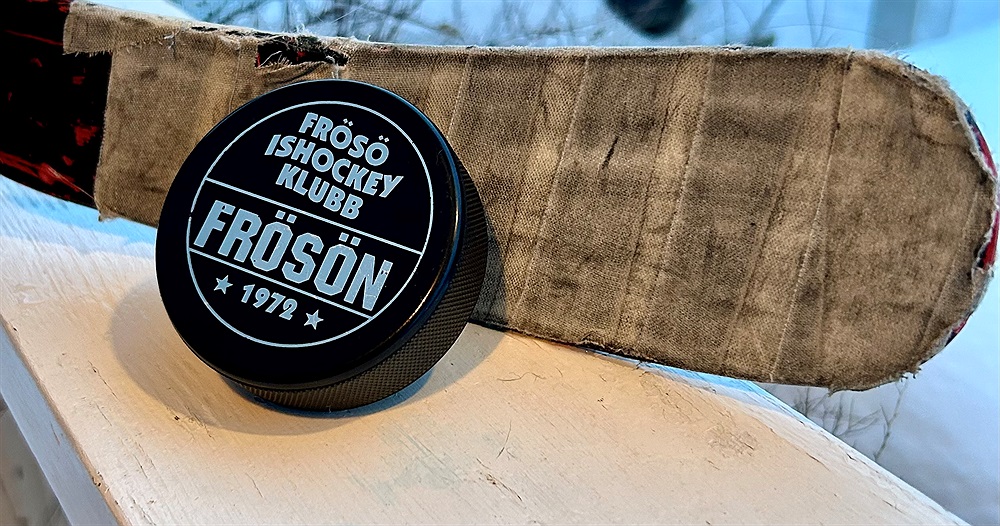 FRÖSÖ
ISHOCKEY
KLUBB
FRÖSÖN
★ 1972 ★